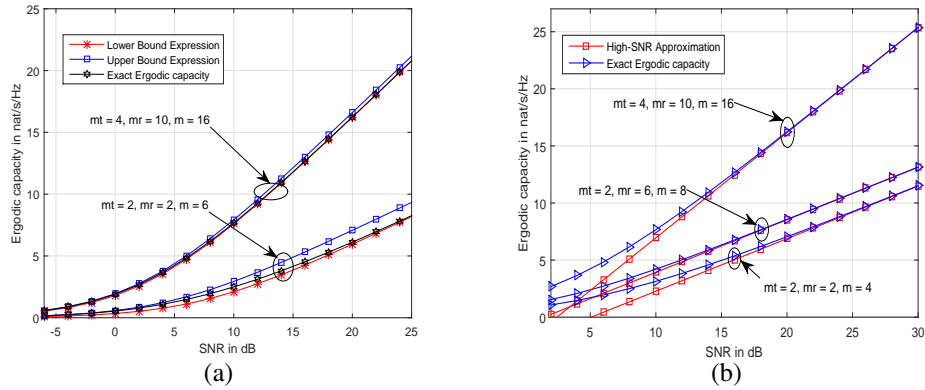 25
20
15
10
5
0
-5
0
5
10
15
20
25
Ergodic capacity in nat/s/Hz
SNR in dB
Lower Bound Expression
Upper Bound Expression
Exact Ergodic capacity
mt = 4, mr = 10, m = 16
mt = 2, mr = 2, m = 6
(a)
25
20
15
10
5
0
5
10
15
20
25
30
Ergodic capacity in nat/s/Hz
SNR in dB
High-SNR Approximation
Exact Ergodic capacity
mt = 4, mr = 10, m = 16
mt = 2, mr = 6, m = 8
mt = 2, mr = 2, m = 4
(b)